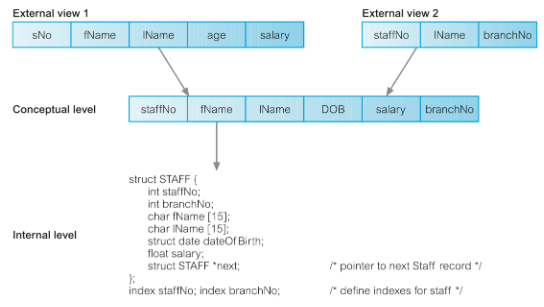 External view 1 External view 2
sNo fName lName age salary staffNo lName branchNo
Conceptual level staffNo fName lName DOB salary branchNo
struct STAFF {
int staffNo;
int branchNo;
char fName [15];
char lName [15];
Internal level struct date dateOfBirth;
float salary;
struct STAFF *next; /* pointer to next Staff record */
};
index staffNo; index branchNo; /* define indexes for staff */